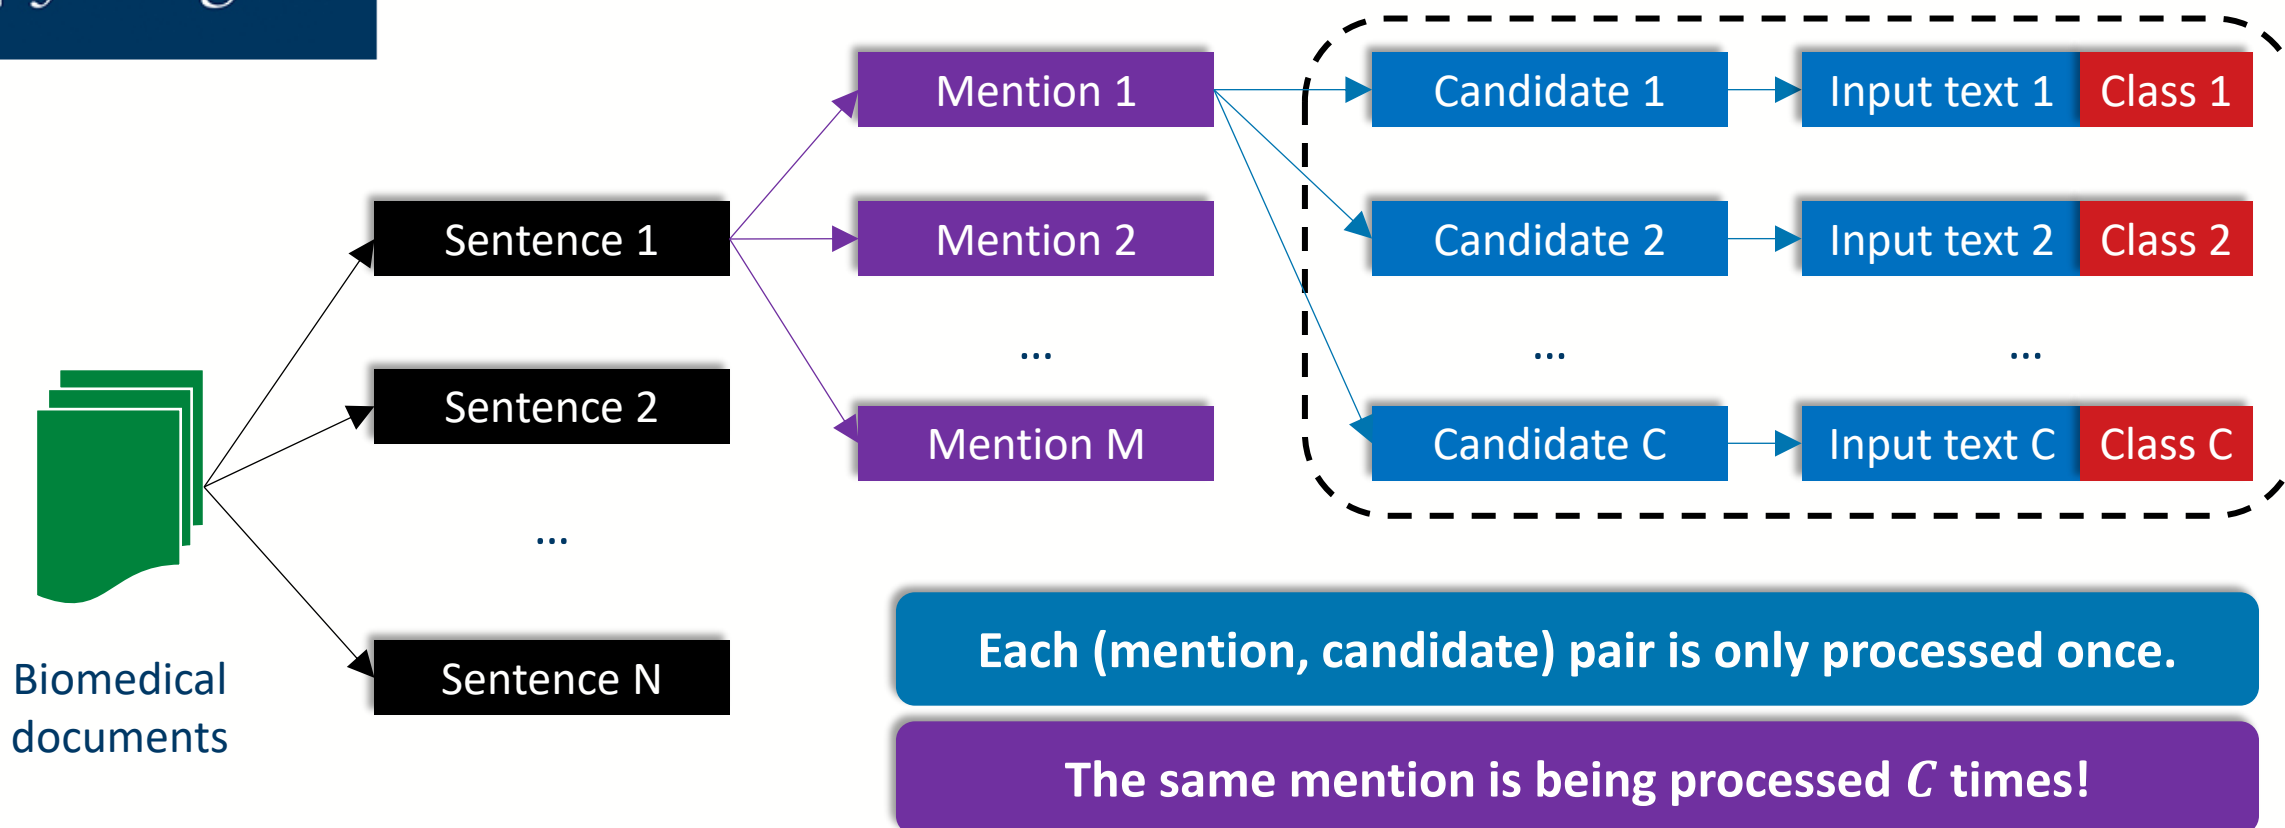 Mention 1
Candidate 1
Input text 1
Class 1
Sentence 1
Mention 2
Candidate 2
Input text 2
Class 2
...
...
...
Sentence 2
Mention M
Candidate C
Input text C
Class C
...
Sentence N
Biomedical
documents
Each (mention, candidate) pair is only processed once.
The same mention is being processed C times!